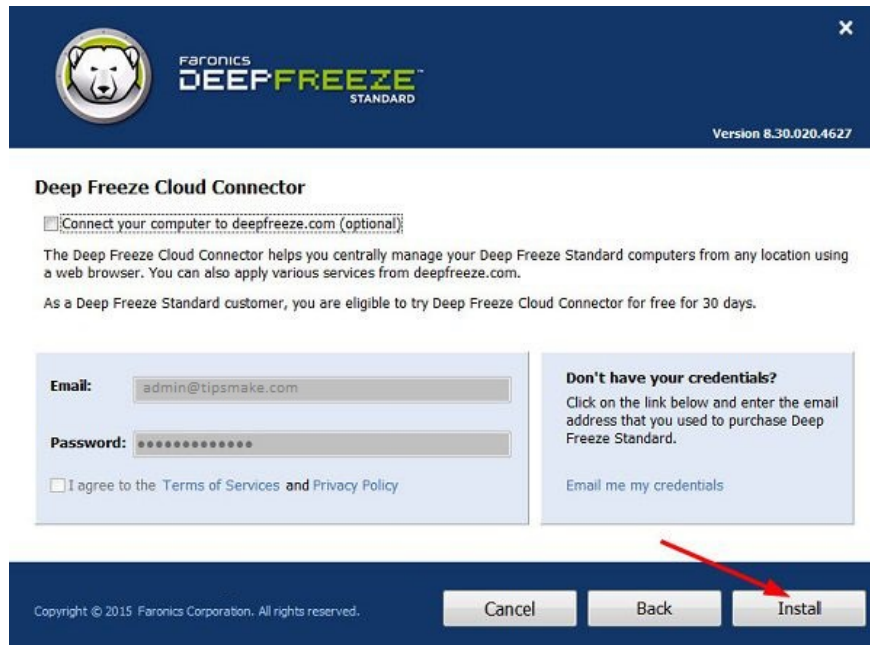 Faronics
DEEP FREEZE™
STANDARD
Version 8.30.020.4627
Deep Freeze Cloud Connector
Connect your computer to deepfreeze.com (optional)
The Deep Freeze Cloud Connector helps you centrally manage your Deep Freeze Standard computers from any location using
a web browser. You can also apply various services from deepfreeze.com.
As a Deep Freeze Standard customer, you are eligible to try Deep Freeze Cloud Connector for free for 30 days.
Email:
admin@tipsmake.com
Password:
•••••••••••••
I agree to the Terms of Services and Privacy Policy
Don't have your credentials?
Click on the link below and enter the email
address that you used to purchase Deep
Freeze Standard.
Email me my credentials
Copyright © 2015 Faronics Corporation. All rights reserved.
Cancel
Back
Install